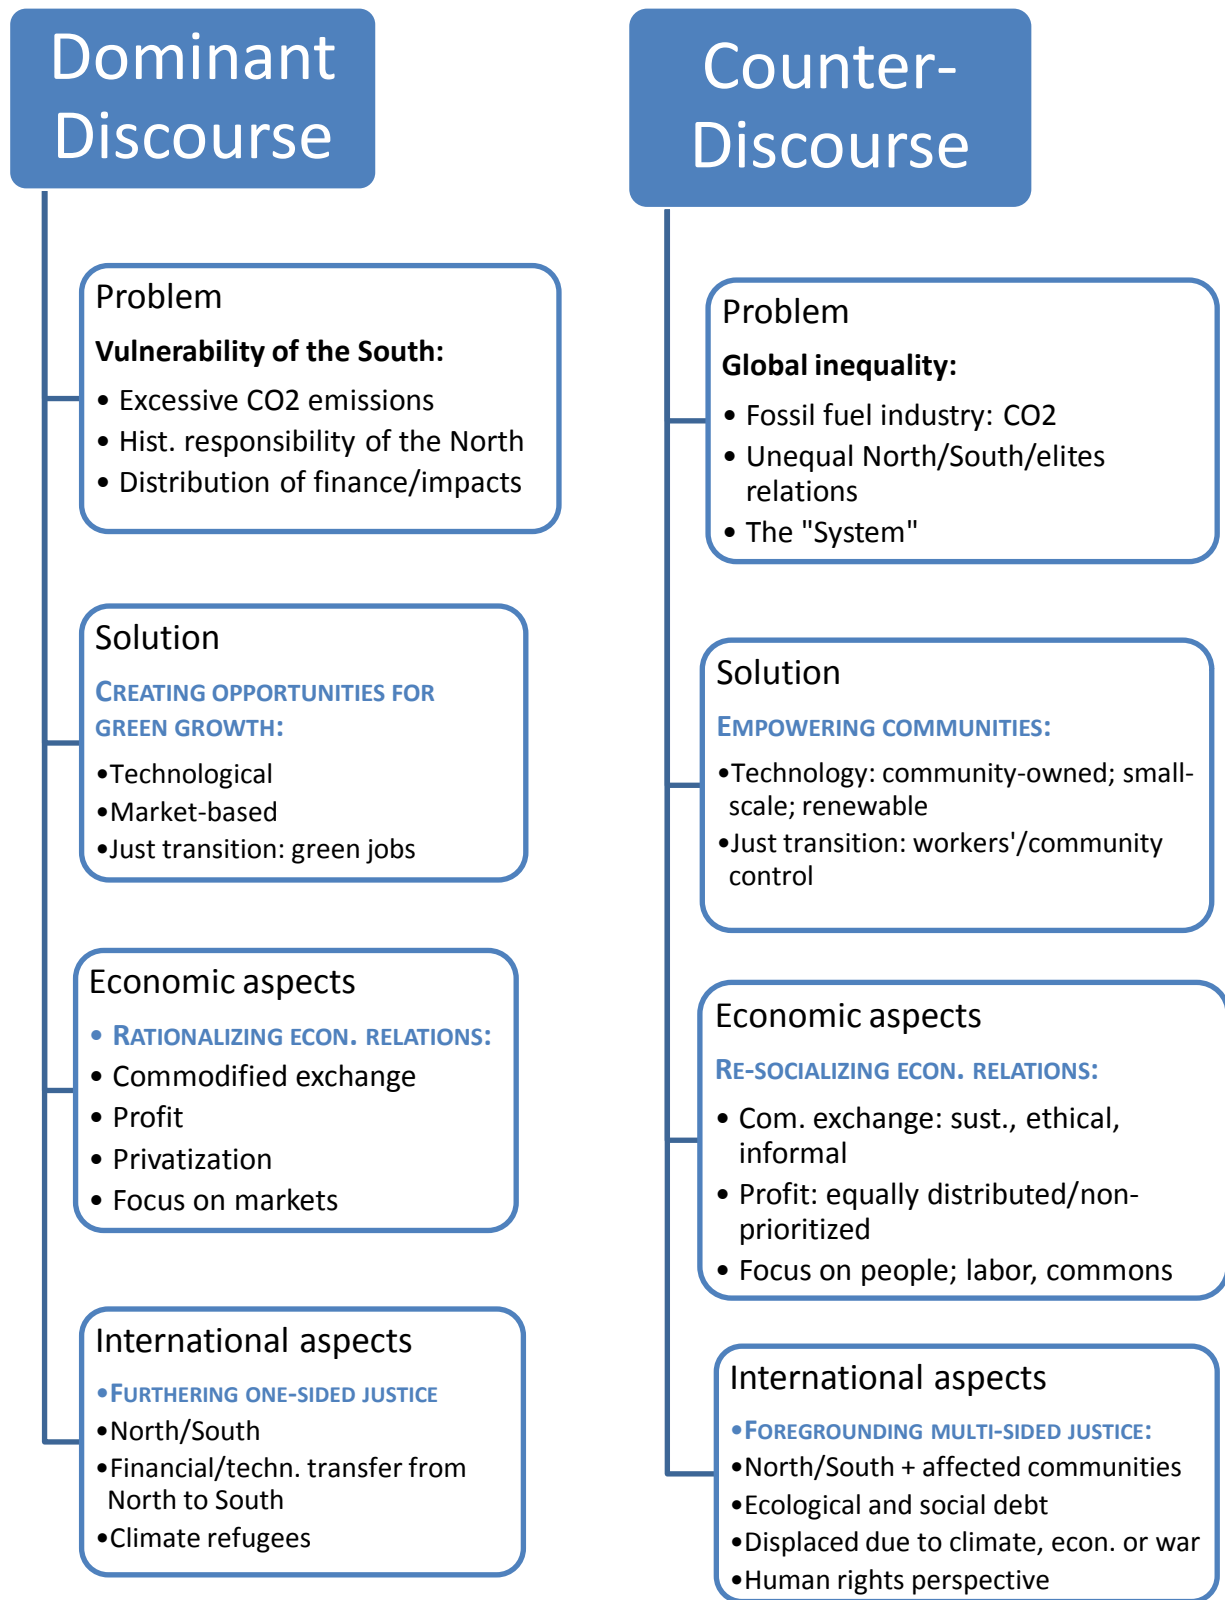 Dominant
Discourse
Problem
Vulnerability of the South:
• Excessive CO2 emissions
• Hist. responsibility of the North
• Distribution of finance/impacts
Solution
CREATING OPPORTUNITIES FOR
GREEN GROWTH:
•Technological
•Market-based
•Just transition: green jobs
Economic aspects
• RATIONALIZING ECON. RELATIONS:
• Commodified exchange
• Profit
• Privatization
• Focus on markets
International aspects
•FURTHERING ONE-SIDED JUSTICE
•North/South
•Financial/techn. transfer from
North to South
•Climate refugees
Counter-
Discourse
Problem
Global inequality:
• Fossil fuel industry: CO2
• Unequal North/South/elites
relations
• The "System"
Solution
EMPOWERING COMMUNITIES:
•Technology: community-owned; small-
scale; renewable
•Just transition: workers'/community
control
Economic aspects
RE-SOCIALIZING ECON. RELATIONS:
• Com. exchange: sust., ethical,
informal
• Profit: equally distributed/non-
prioritized
• Focus on people; labor, commons
International aspects
•FOREGROUNDING MULTI-SIDED JUSTICE:
•North/South + affected communities
•Ecological and social debt
•Displaced due to climate, econ. or war
•Human rights perspective